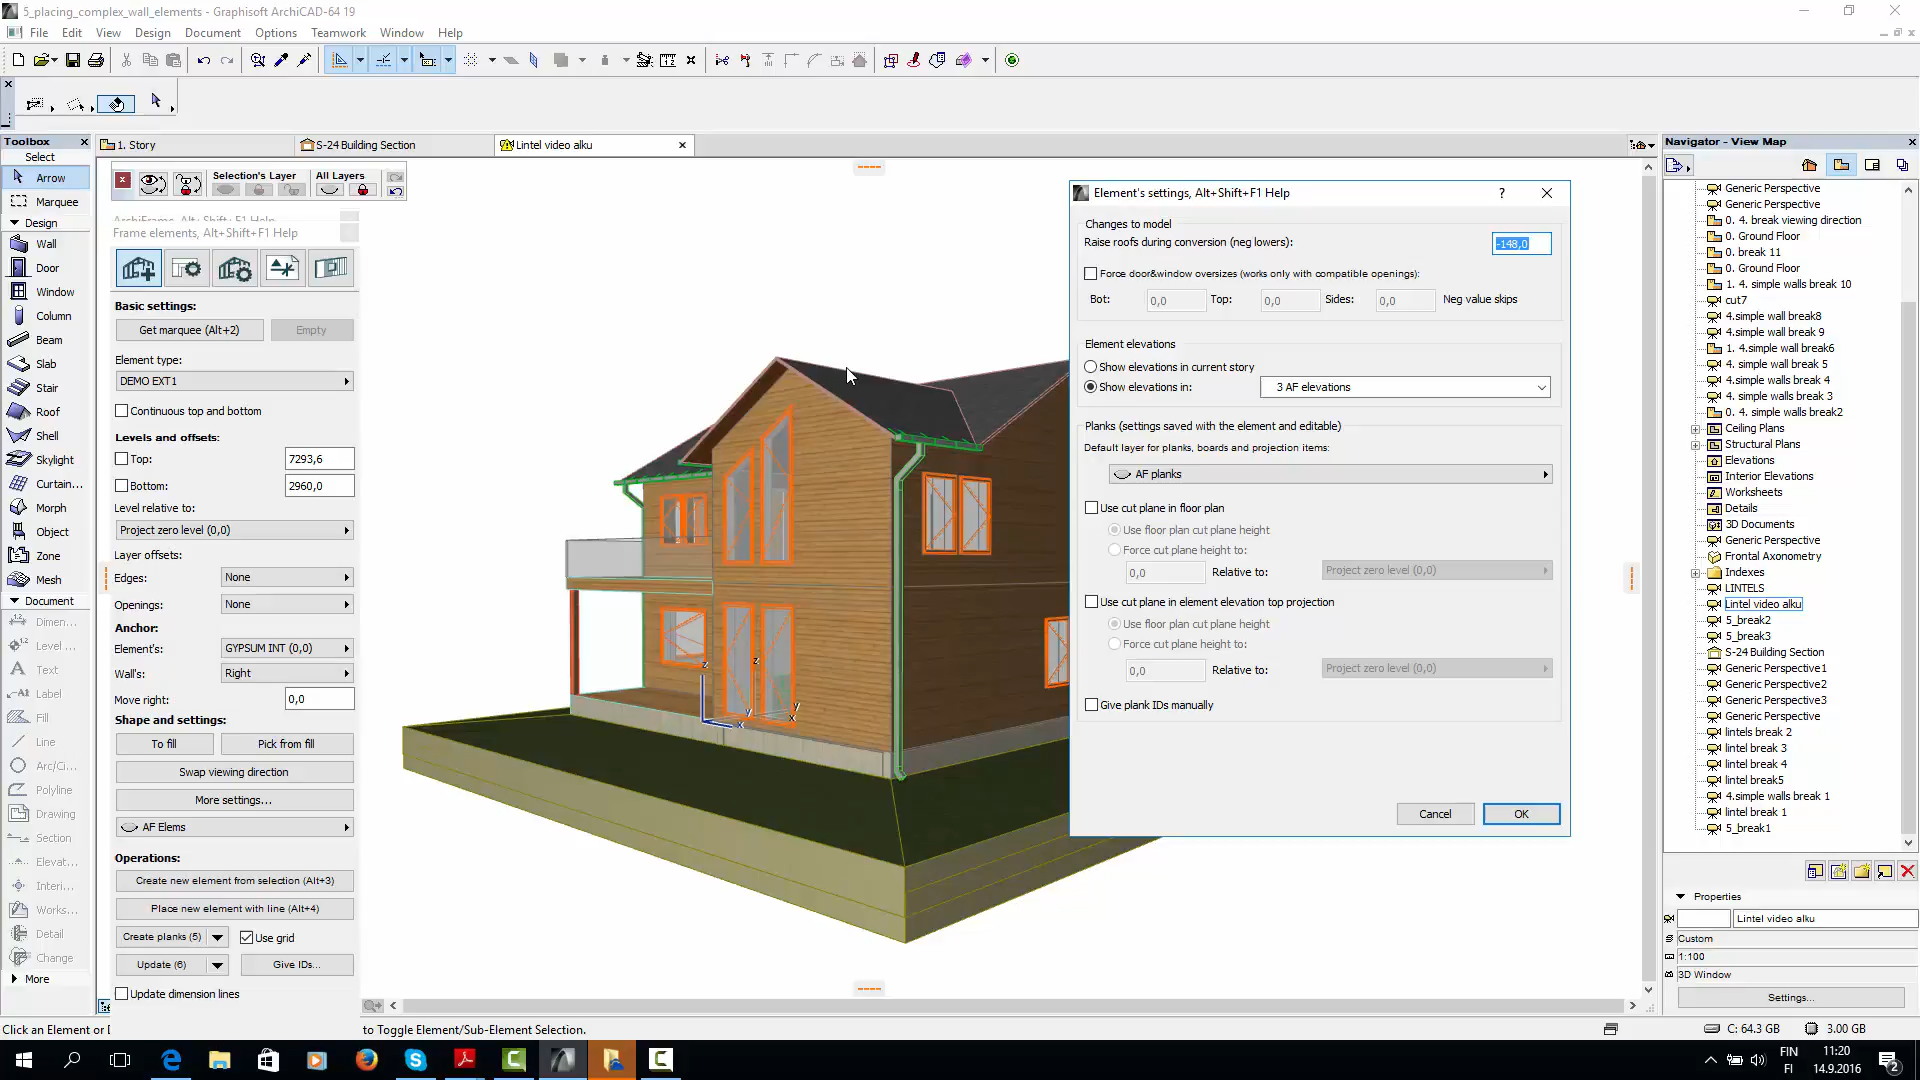 5_placing_complex_wall_elements - Graphisoft ArchiCAD-64 19
File Edit View Design Document Options Teamwork Window Help
Toolbox
Select
Arrow
Marquee
Design
Wall
Door
Window
Column
Beam
Slab
Stair
Roof
Shell
Skylight
Curtain...
Morph
Object
Zone
Mesh
Document
Dimen...
Level ...
Text
Label
Fill
Line
Arc/Ci...
Polyline
Drawing
Section
Elevat...
Interi...
Works...
Detail
Change
More
1. Story
S-24 Building Section
Lintel video alku
Selection's Layer
All Layers
Frame elements, Alt+Shift+F1 Help
Basic settings:
Get marquee (Alt+2)
Empty
Element type:
DEMO EXT1
Continuous top and bottom
Levels and offsets:
Top: 7293,6
Bottom: 2960,0
Level relative to:
Project zero level (0,0)
Layer offsets:
Edges: None
Openings: None
Anchor:
Element's: GYPSUM INT (0,0)
Wall's: Right
Move right: 0,0
Shape and settings:
To fill
Pick from fill
Swap viewing direction
More settings...
AF Elems
Operations:
Create new element from selection (Alt+3)
Place new element with line (Alt+4)
Create planks (5)
Use grid
Update (6)
Give IDs...
Update dimension lines
z
z
y
x
y
x
Element's settings, Alt+Shift+F1 Help
?
Changes to model
Raise roofs during conversion (neg lowers):
-148,0
Force door&window oversizes (works only with compatible openings):
Bot: 0,0 Top: 0,0 Sides: 0,0 Neg value skips
Element elevations
Show elevations in current story
Show elevations in: 3 AF elevations
Planks (settings saved with the element and editable)
Default layer for planks, boards and projection items:
AF planks
Use cut plane in floor plan
Use floor plan cut plane height
Force cut plane height to:
0,0 Relative to: Project zero level (0,0)
Use cut plane in element elevation top projection
Use floor plan cut plane height
Force cut plane height to:
0,0 Relative to: Project zero level (0,0)
Give plank IDs manually
Cancel
OK
Navigator - View Map
Generic Perspective
Generic Perspective
0. 4. break viewing direction
0. Ground Floor
0. break 11
0. Ground Floor
1. 4. simple walls break 10
cut7
4.simple wall break8
4.simple walls break 9
1. 4.simple wall break6
4. simple walls break 5
4.simple walls break 4
4. simple walls break 3
0. 4. simple walls break2
Ceiling Plans
Structural Plans
Elevations
Interior Elevations
Worksheets
Details
3D Documents
Generic Perspective
Frontal Axonometry
Indexes
LINTELS
Lintel video alku
5_break2
5_break3
S-24 Building Section
Generic Perspective1
Generic Perspective2
Generic Perspective3
Generic Perspective
lintels break 2
lintel break 3
lintel break 4
lintel break5
4.simple walls break 1
lintel break 1
5_break1
Properties
Lintel video alku
Custom
1:100
3D Window
Settings...
Click an Element or D
to Toggle Element/Sub-Element Selection.
C: 64.3 GB
3.00 GB
FIN
FI
11:20
14.9.2016
2